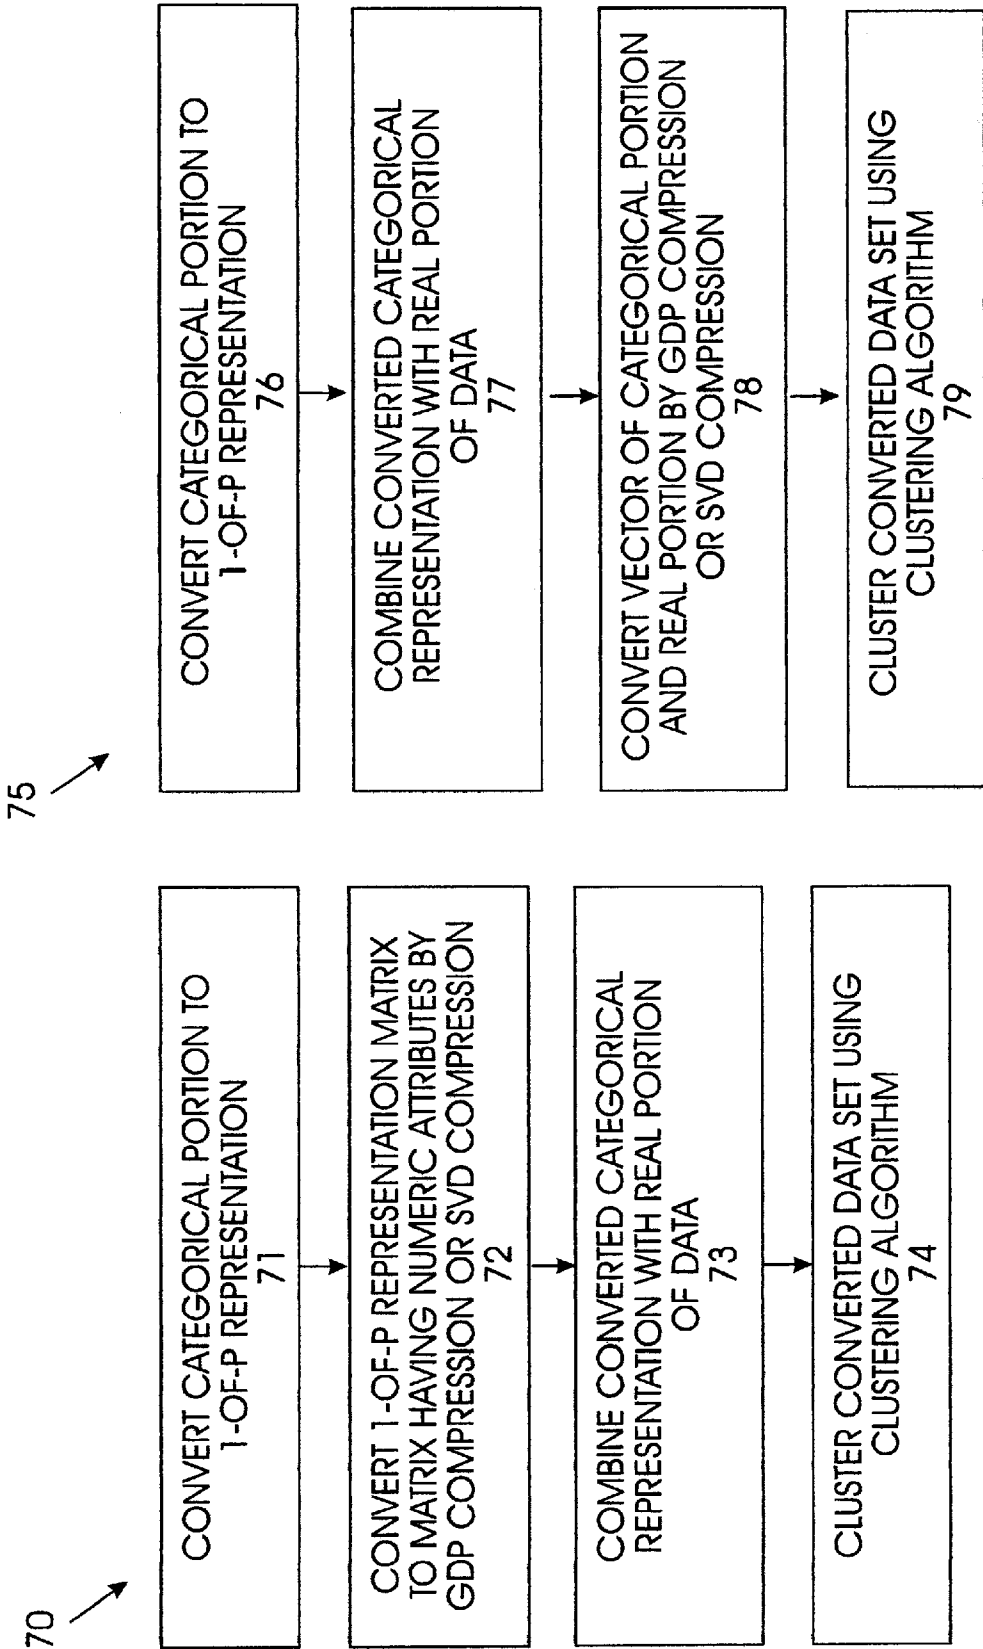 70
CONVERT CATEGORICAL PORTION TO
1-OF-P REPRESENTATION
71
CONVERT 1-OF-P REPRESENTATION MATRIX
TO MATRIX HAVING NUMERIC ATTRIBUTES BY
GDP COMPRESSION OR SVD COMPRESSION
72
COMBINE CONVERTED CATEGORICAL
REPRESENTATION WITH REAL PORTION
OF DATA
73
CLUSTER CONVERTED DATA SET USING
CLUSTERING ALGORITHM
74
75
CONVERT CATEGORICAL PORTION TO
1-OF-P REPRESENTATION
76
COMBINE CONVERTED CATEGORICAL
REPRESENTATION WITH REAL PORTION
OF DATA
77
CONVERT VECTOR OF CATEGORICAL PORTION
AND REAL PORTION BY GDP COMPRESSION
OR SVD COMPRESSION
78
CLUSTER CONVERTED DATA SET USING
CLUSTERING ALGORITHM
79